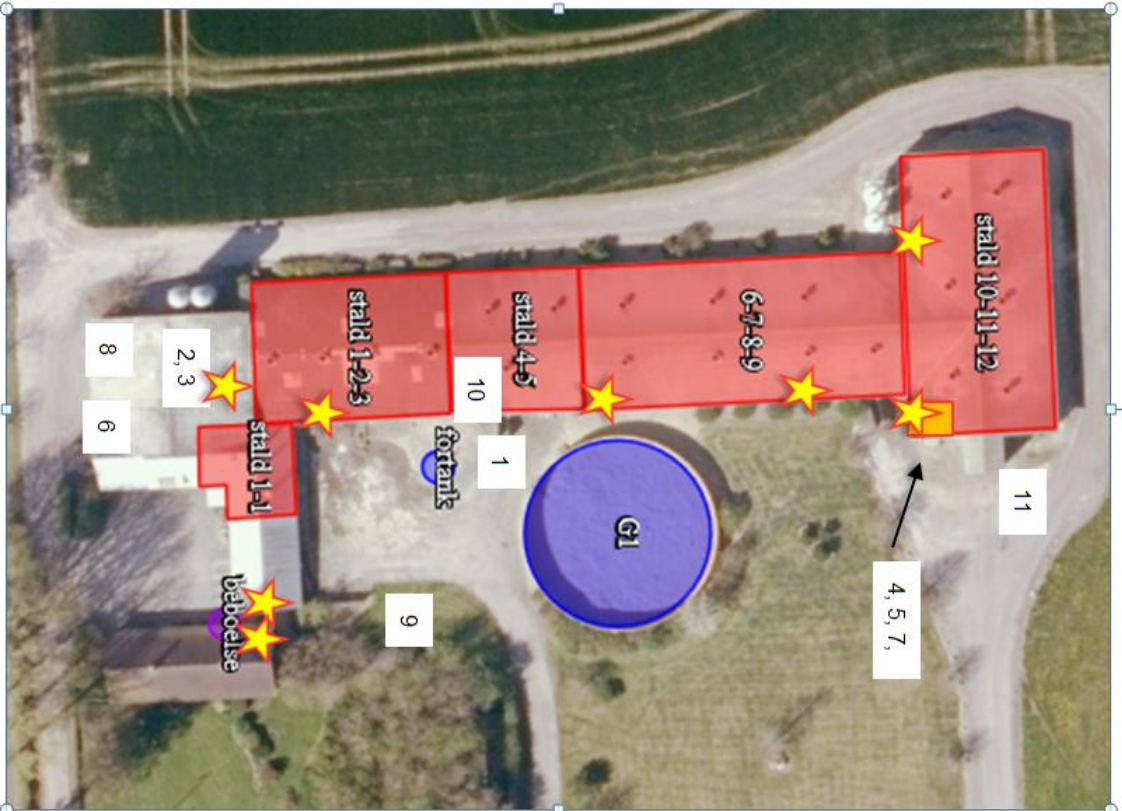 stald 10-11-12
6-7-8-9
stald 4-5
stald 1-2-3
stald 1-1
fortank
G1
beboelse
8
2, 3
6
10
1
9
4, 5, 7,
11